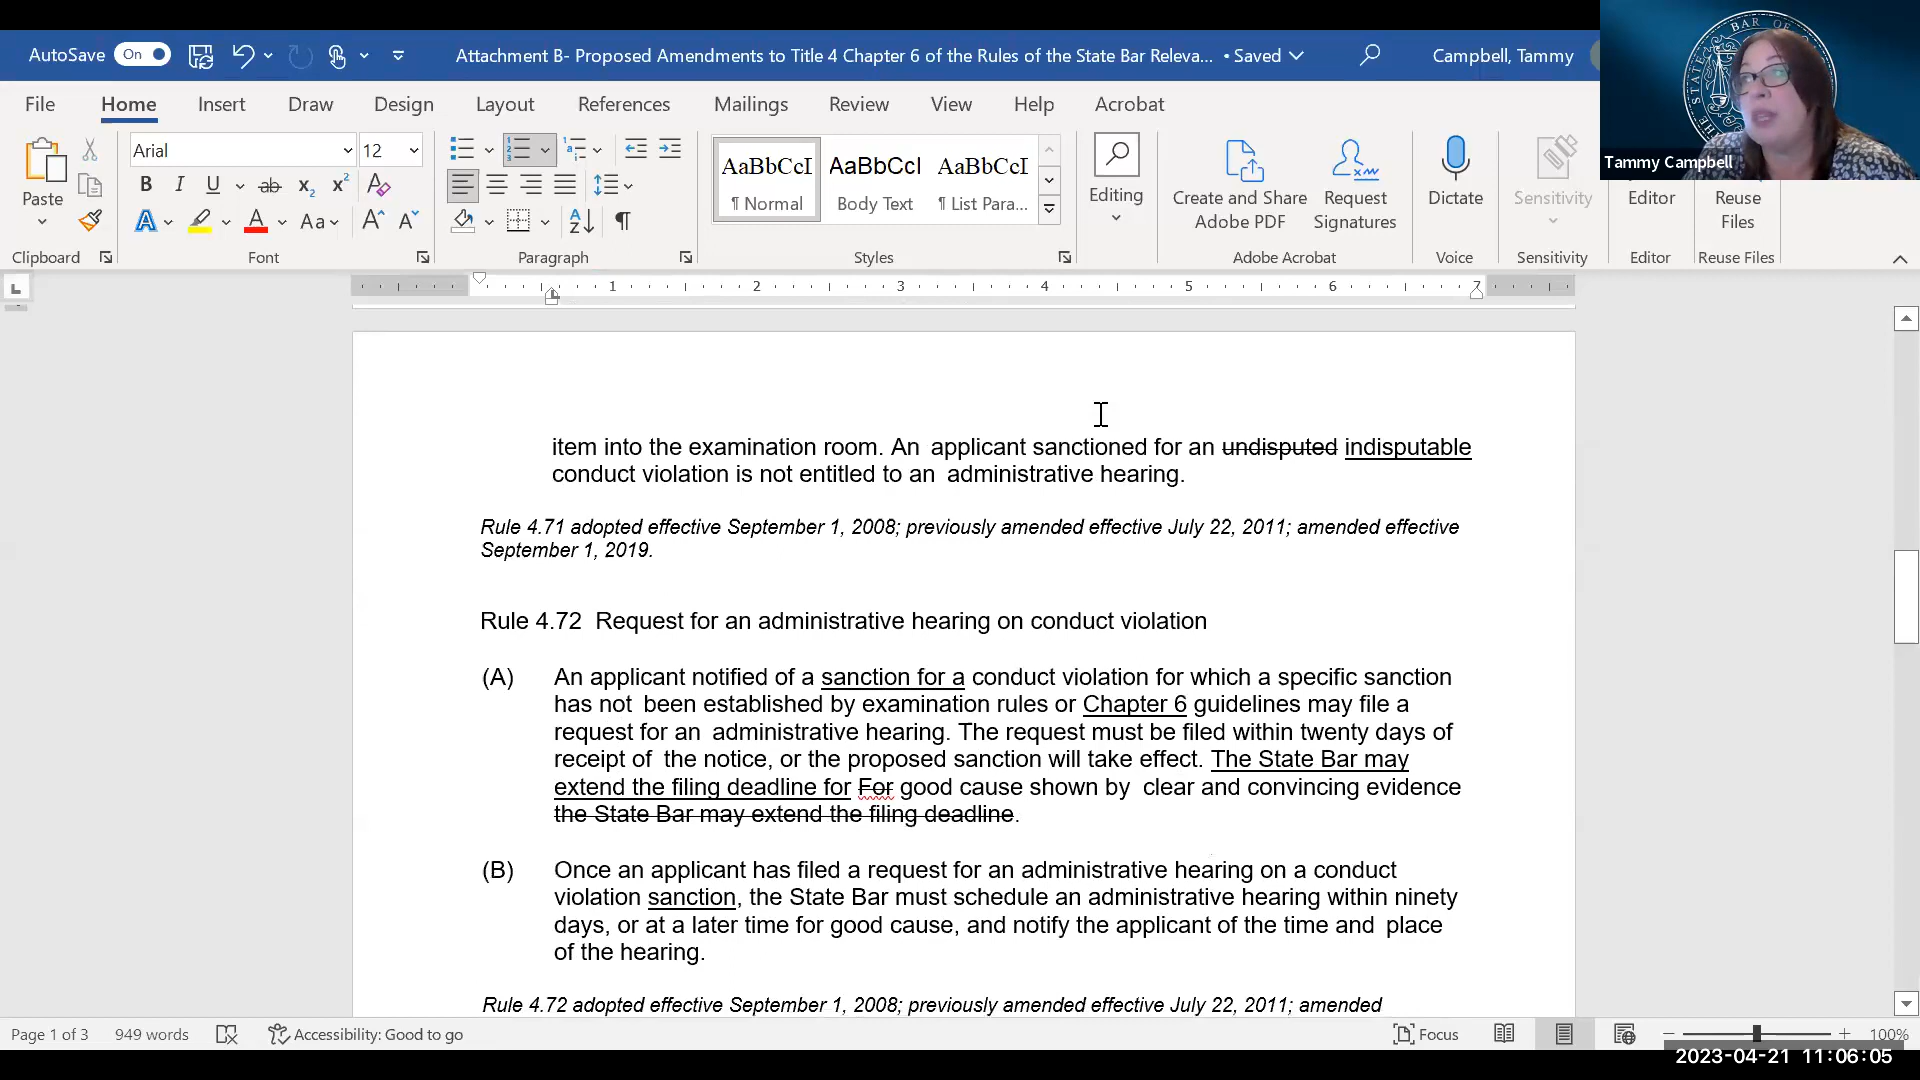 AutoSave On Attachment B- Proposed Amendments to Title 4 Chapter 6 of the Rules of the State Bar Releva... • Saved Campbell, Tammy
File Home Insert Draw Design Layout References Mailings Review View Help Acrobat
Tammy Campbell
Arial 12
Paste
B I U ab x₂ x² A
A A Aa A A
AaBbCcI AaBbCcI AaBbCcI
¶ Normal Body Text ¶ List Para...
Editing
Create and Share Adobe PDF
Request Signatures
Dictate
Sensitivity
Editor
Reuse Files
Clipboard Font Paragraph Styles Adobe Acrobat Voice Sensitivity Editor Reuse Files
1 2 3 4 5 6 7
item into the examination room. An applicant sanctioned for an undisputed indisputable
conduct violation is not entitled to an administrative hearing.
Rule 4.71 adopted effective September 1, 2008; previously amended effective July 22, 2011; amended effective
September 1, 2019.
Rule 4.72 Request for an administrative hearing on conduct violation
(A) An applicant notified of a sanction for a conduct violation for which a specific sanction
has not been established by examination rules or Chapter 6 guidelines may file a
request for an administrative hearing. The request must be filed within twenty days of
receipt of the notice, or the proposed sanction will take effect. The State Bar may
extend the filing deadline for For good cause shown by clear and convincing evidence
the State Bar may extend the filing deadline.
(B) Once an applicant has filed a request for an administrative hearing on a conduct
violation sanction, the State Bar must schedule an administrative hearing within ninety
days, or at a later time for good cause, and notify the applicant of the time and place
of the hearing.
Rule 4.72 adopted effective September 1, 2008; previously amended effective July 22, 2011; amended
Page 1 of 3 949 words Accessibility: Good to go Focus 100%
2023-04-21 11:06:05